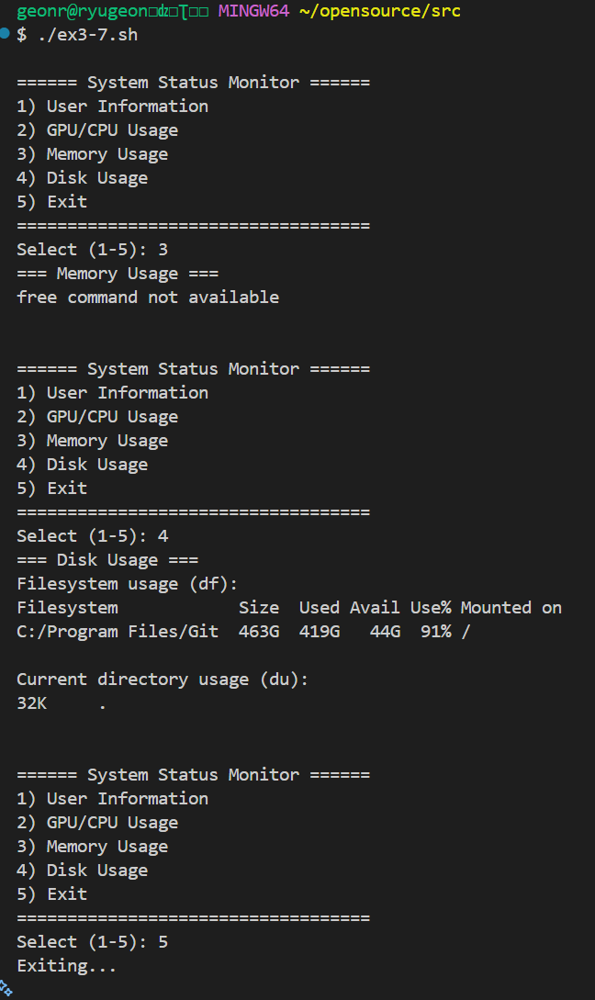 geonr@ryugeon□ʥ□Ʈ□□ MINGW64 ~/opensource/src
$ ./ex3-7.sh
====== System Status Monitor ======
1) User Information
2) GPU/CPU Usage
3) Memory Usage
4) Disk Usage
5) Exit
===================================
Select (1-5): 3
=== Memory Usage ===
free command not available
====== System Status Monitor ======
1) User Information
2) GPU/CPU Usage
3) Memory Usage
4) Disk Usage
5) Exit
===================================
Select (1-5): 4
=== Disk Usage ===
Filesystem usage (df):
Filesystem            Size  Used Avail Use% Mounted on
C:/Program Files/Git  463G  419G   44G  91% /
Current directory usage (du):
32K     .
====== System Status Monitor ======
1) User Information
2) GPU/CPU Usage
3) Memory Usage
4) Disk Usage
5) Exit
===================================
Select (1-5): 5
Exiting...